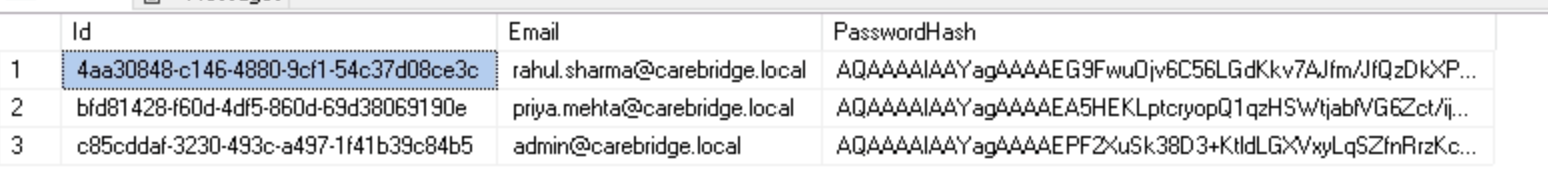 Id Email PasswordHash
1 4aa30848-c146-4880-9cf1-54c37d08ce3c rahul.sharma@carebridge.local AQAAAAIAAYagAAAAEG9FwuOjv6C56LGdKkv7AJfm/JfQzDkXP...
2 bfd81428-f60d-4df5-860d-69d38069190e priya.mehta@carebridge.local AQAAAAIAAYagAAAAEA5HEKLptcryopQ1qzHSWtjabfVG6Zct/ij...
3 c85cddaf-3230-493c-a497-1f41b39c84b5 admin@carebridge.local AQAAAAIAAYagAAAAEPF2XuSk38D3+KtldLGXVxyLqSZfnRrzKc...